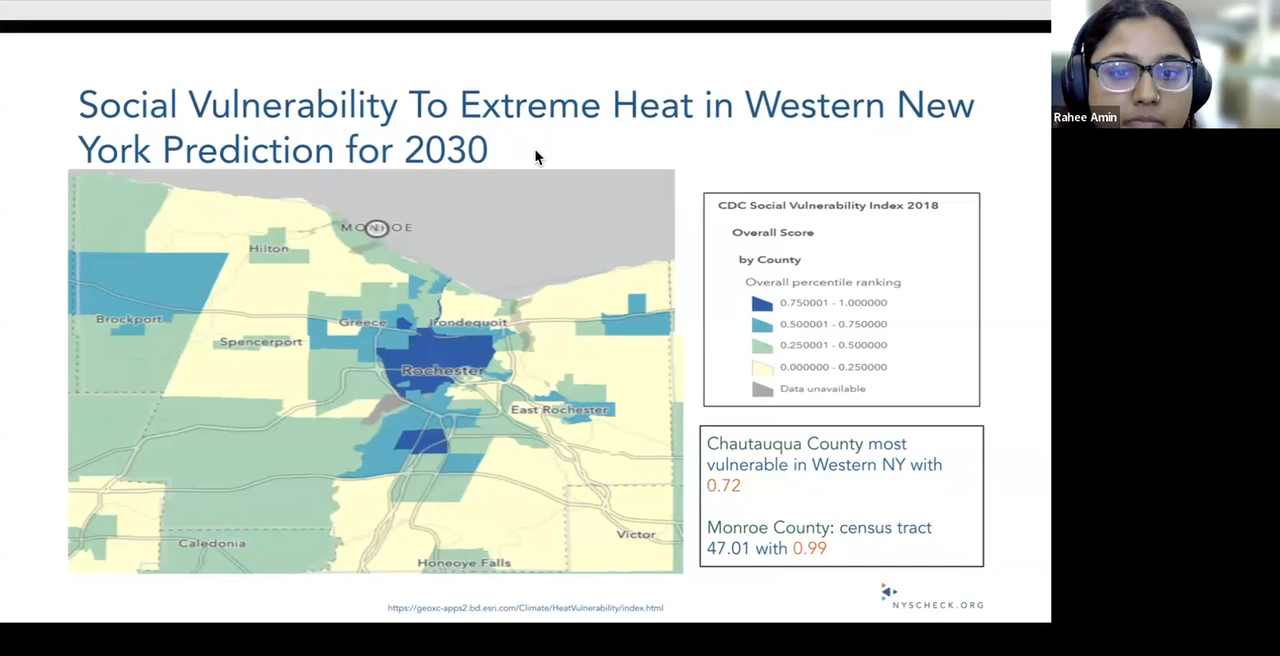 Social Vulnerability To Extreme Heat in Western New
York Prediction for 2030
Rahee Amin
MONROE
Hilton
Brockport
Greece
Irondequoit
Spencerport
Rochester
East Rochester
Caledonia
Victor
Honeoye Falls
CDC Social Vulnerability Index 2018
Overall Score
by County
Overall percentile ranking
0.750001 - 1.000000
0.500001 - 0.750000
0.250001 - 0.500000
0.000000 - 0.250000
Data unavailable
Chautauqua County most
vulnerable in Western NY with
0.72
Monroe County: census tract
47.01 with 0.99
https://geoxc-apps2.bd.esri.com/Climate/HeatVulnerability/index.html
NYSCHECK.ORG